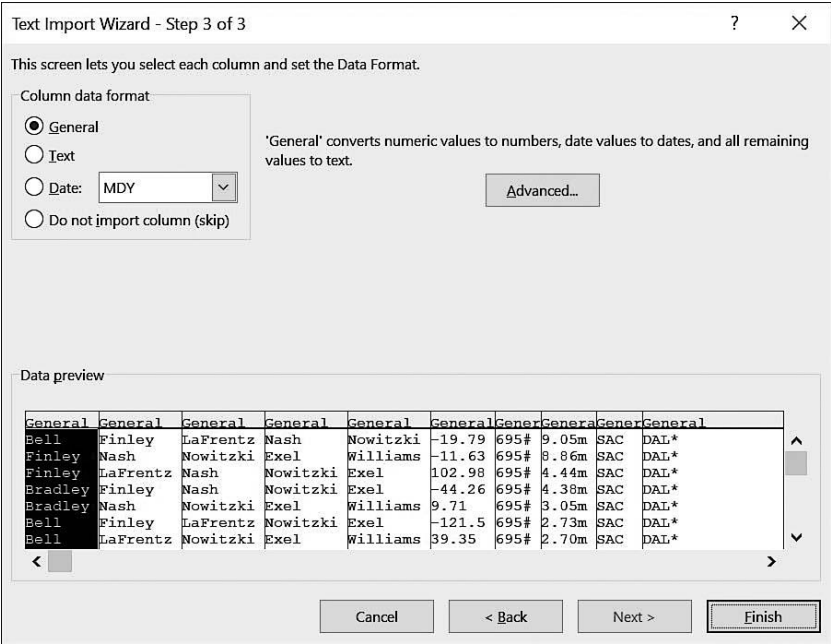 Text Import Wizard - Step 3 of 3 ?
This screen lets you select each column and set the Data Format.
Column data format
General
Text
Date: MDY
Do not import column (skip)
'General' converts numeric values to numbers, date values to dates, and all remaining
values to text.
Advanced...
Data preview
General General General General General General Gener Genera Gener General
Bell Finley LaFrentz Nash Nowitzki -19.79 695# 9.05m SAC DAL*
Finley Nash Nowitzki Exel Williams -11.63 695# 8.86m SAC DAL*
Finley LaFrentz Nash Nowitzki Exel 102.98 695# 4.44m SAC DAL*
Bradley Finley Nash Nowitzki Exel -44.26 695# 4.38m SAC DAL*
Bradley Nash Nowitzki Exel Williams 9.71 695# 3.05m SAC DAL*
Bell Finley LaFrentz Nowitzki Exel -121.5 695# 2.73m SAC DAL*
Bell LaFrentz Nowitzki Exel Williams 39.35 695# 2.70m SAC DAL*
Cancel < Back Next > Finish